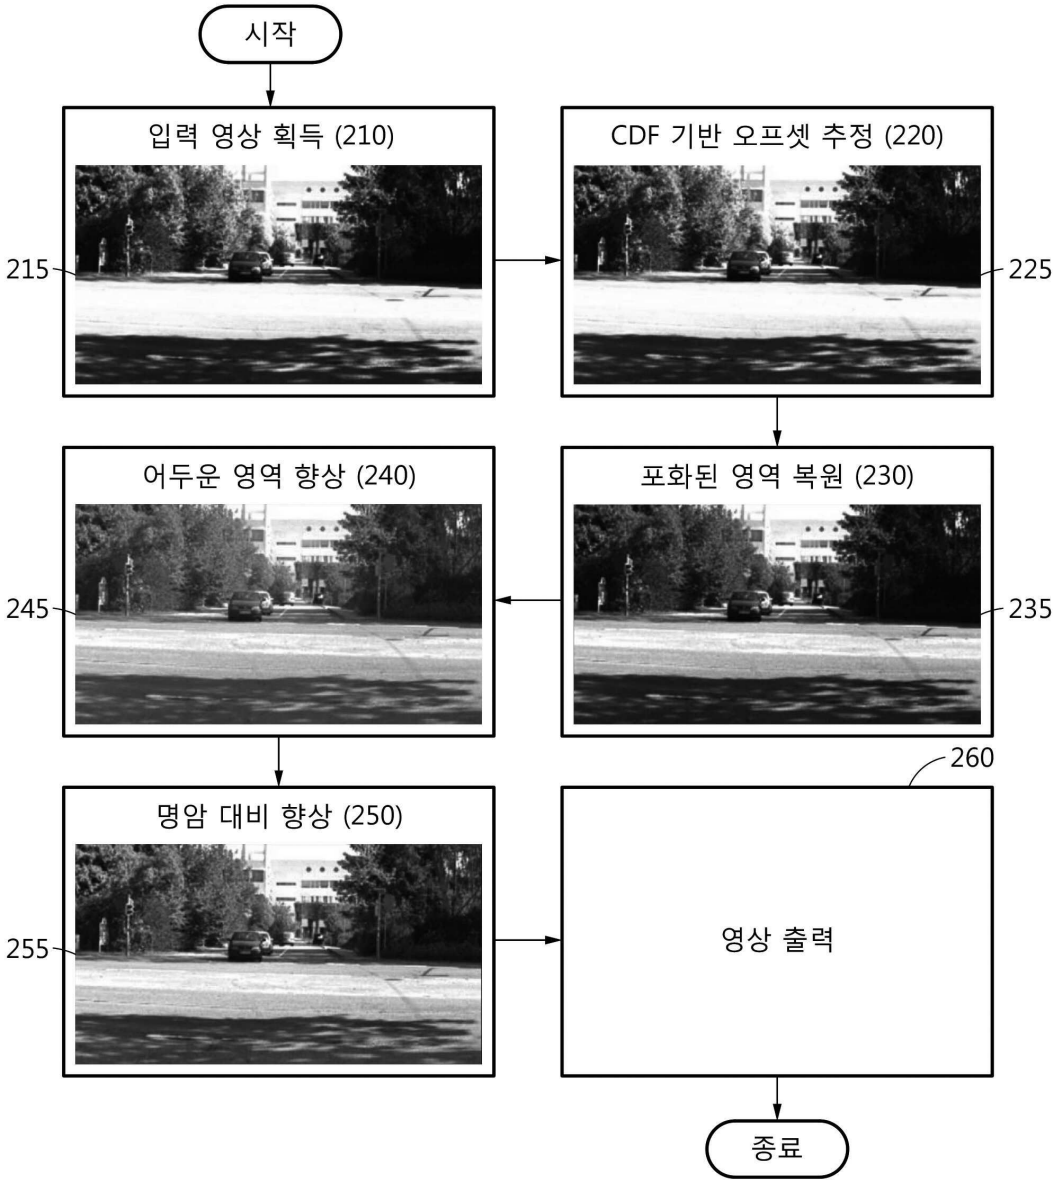 시작
입력 영상 획득 (210)
215
CDF 기반 오프셋 추정 (220)
225
포화된 영역 복원 (230)
235
어두운 영역 향상 (240)
245
명암 대비 향상 (250)
255
260
영상 출력
종료